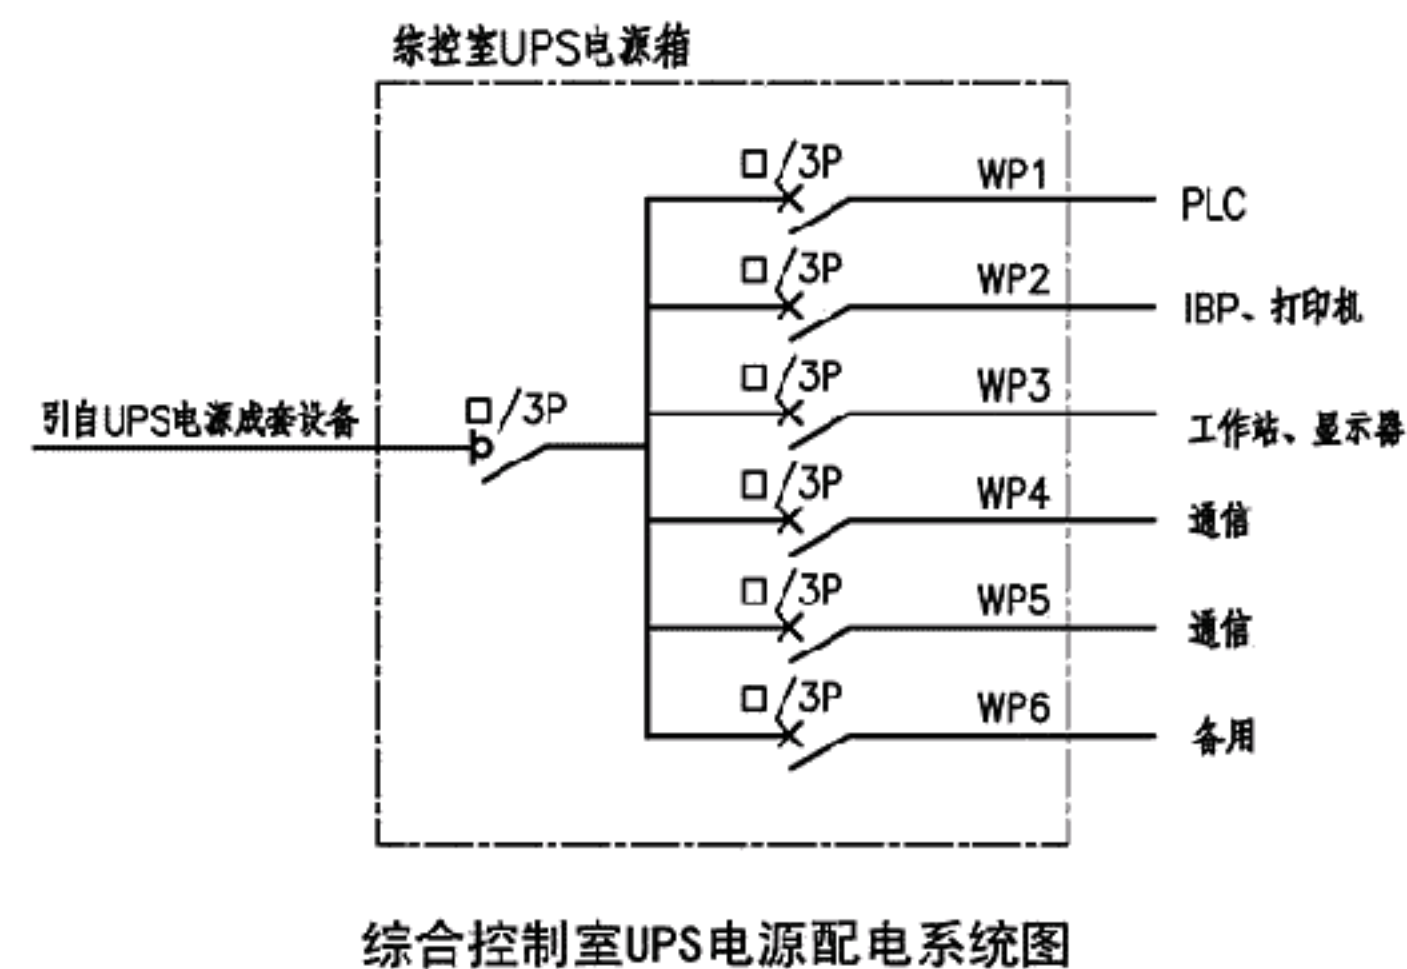 综控室UPS电源箱
□/3P WP1 PLC
□/3P WP2 IBP、打印机
□/3P WP3 工作站、显示器
引自UPS电源成套设备 □/3P
□/3P WP4 通信
□/3P WP5 通信
□/3P WP6 备用
综合控制室UPS电源配电系统图